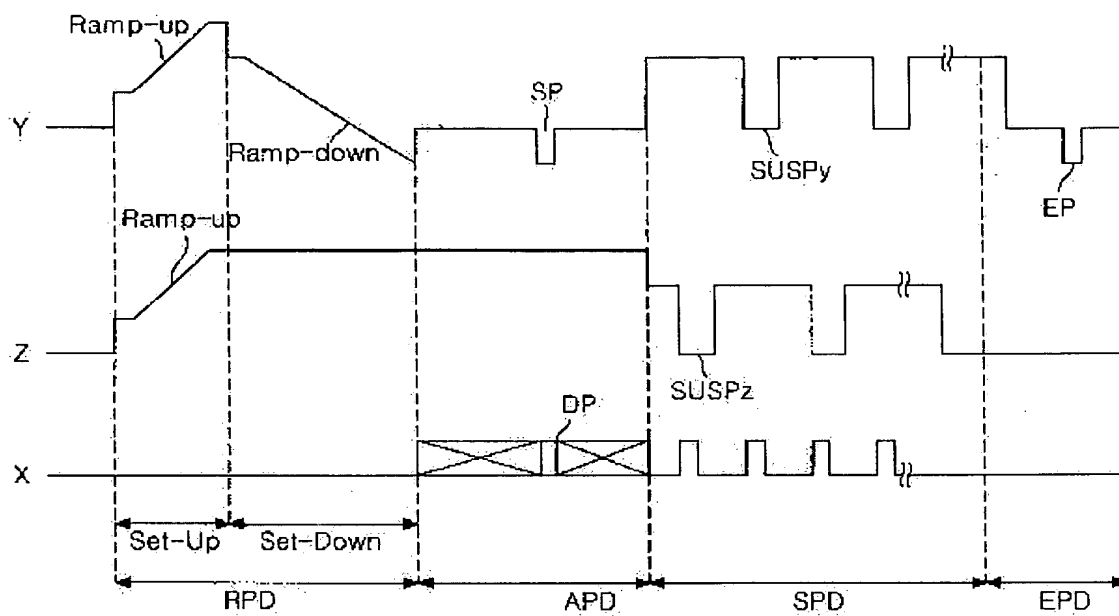 Ramp-up
SP
Y
Ramp-down
SUSPy
EP
Ramp-up
Z
SUSPz
DP
X
Set-Up
Set-Down
RPD
APD
SPD
EPD